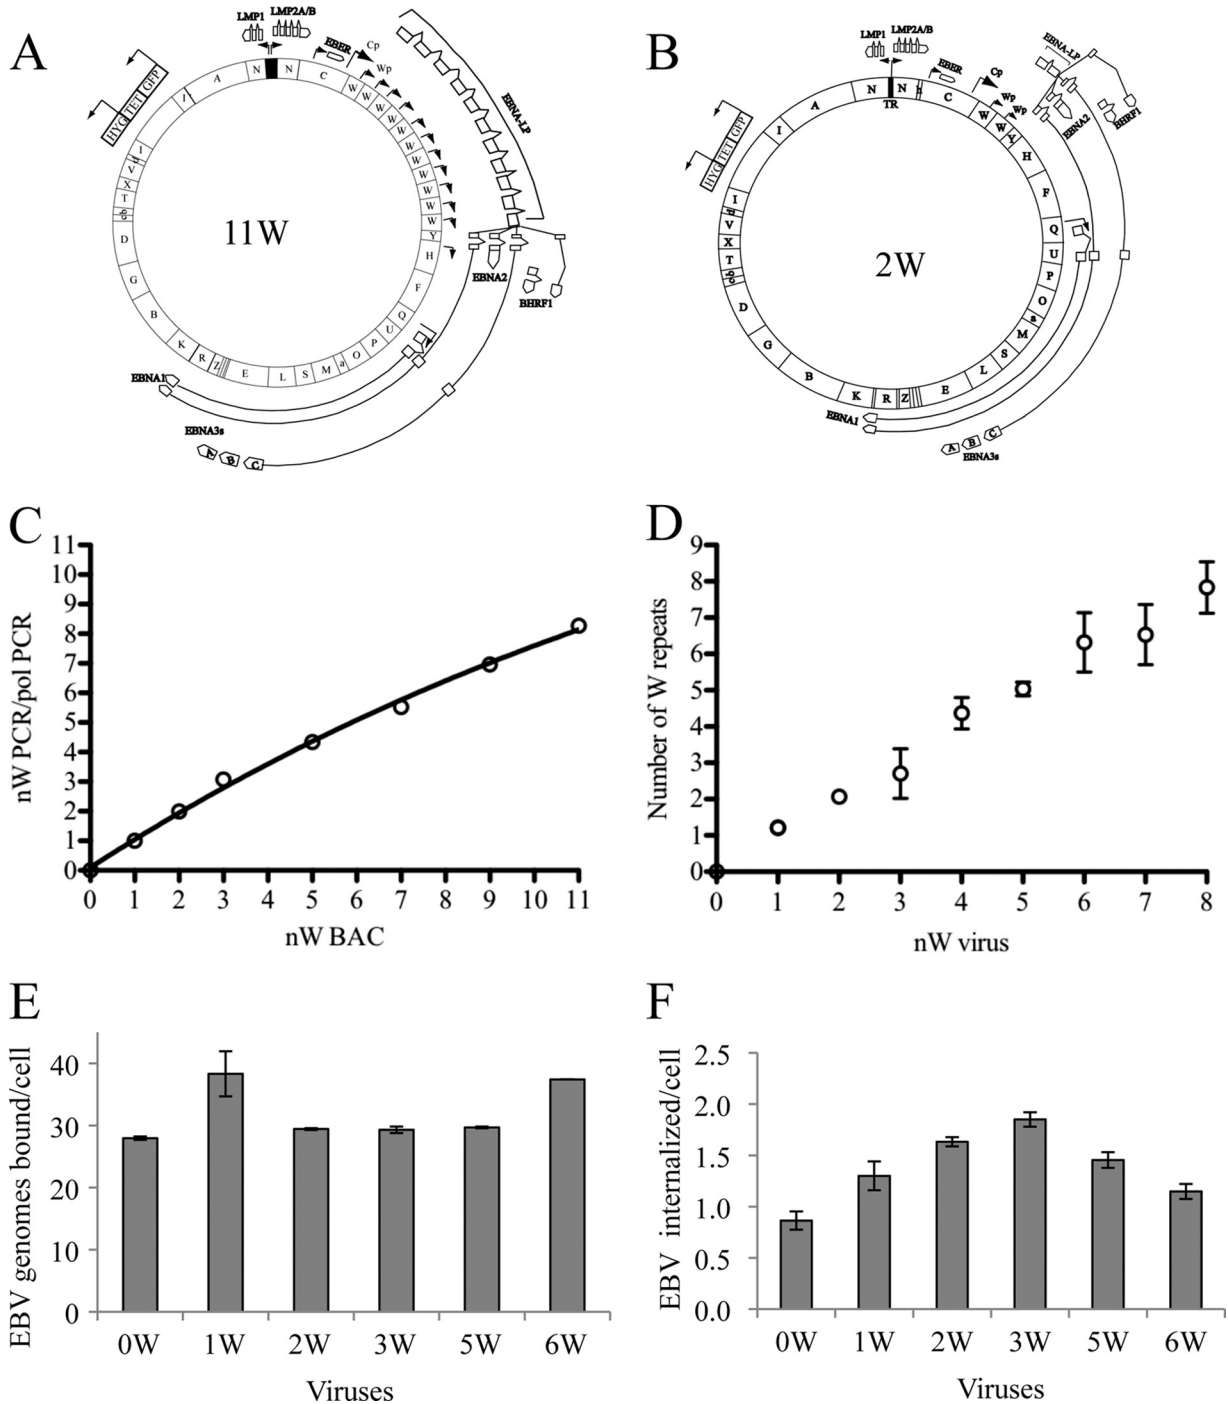 A
LMP1
LMP2A/B
EBER
Cp
Wp
EBNA-LP
N
N
C
W
W
W
W
W
W
W
W
W
W
W
Y
H
F
Q
U
P
O
a
M
S
L
E
Z
R
K
B
G
D
cb
T
X
V
d
I
I
A
HYG TET GFP
11W
EBNA2
BHRF1
EBNA1
EBNA3s
A
B
C
B
LMP1
LMP2A/B
EBER
Cp
Wp
Wp
EBNA-LP
EBNA2
BHRF1
N
N
h
TR
C
W
W
Y
H
F
Q
U
P
O
a
M
S
L
E
Z
R
K
B
G
D
cb
T
X
V
d
I
I
A
HYG TET GFP
2W
EBNA1
A
B
C
EBNA3s
C
nW PCR/pol PCR
11
10
9
8
7
6
5
4
3
2
1
0
0 1 2 3 4 5 6 7 8 9 10 11
nW BAC
D
Number of W repeats
9
8
7
6
5
4
3
2
1
0
0 1 2 3 4 5 6 7 8
nW virus
E
EBV genomes bound/cell
40
30
20
10
0
0W 1W 2W 3W 5W 6W
Viruses
F
EBV internalized/cell
2.5
2.0
1.5
1.0
0.5
0.0
0W 1W 2W 3W 5W 6W
Viruses